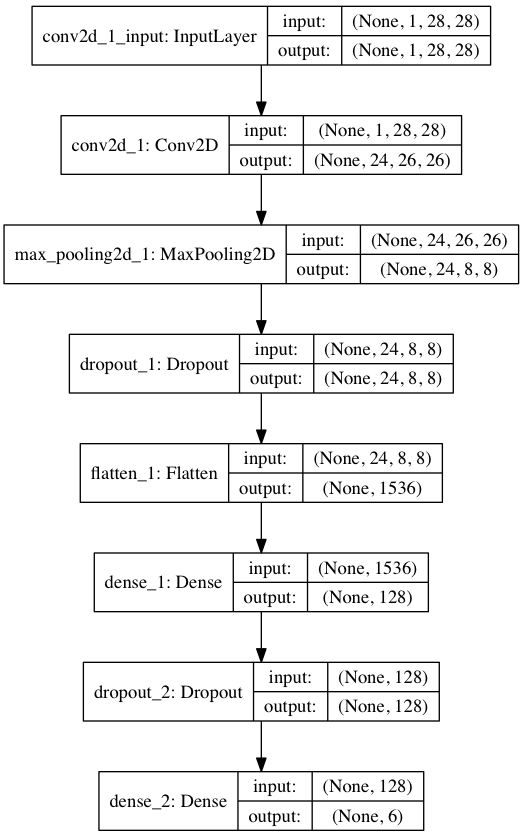 conv2d_1_input: InputLayer
input: (None, 1, 28, 28)
output: (None, 1, 28, 28)
conv2d_1: Conv2D
input: (None, 1, 28, 28)
output: (None, 24, 26, 26)
max_pooling2d_1: MaxPooling2D
input: (None, 24, 26, 26)
output: (None, 24, 8, 8)
dropout_1: Dropout
input: (None, 24, 8, 8)
output: (None, 24, 8, 8)
flatten_1: Flatten
input: (None, 24, 8, 8)
output: (None, 1536)
dense_1: Dense
input: (None, 1536)
output: (None, 128)
dropout_2: Dropout
input: (None, 128)
output: (None, 128)
dense_2: Dense
input: (None, 128)
output: (None, 6)